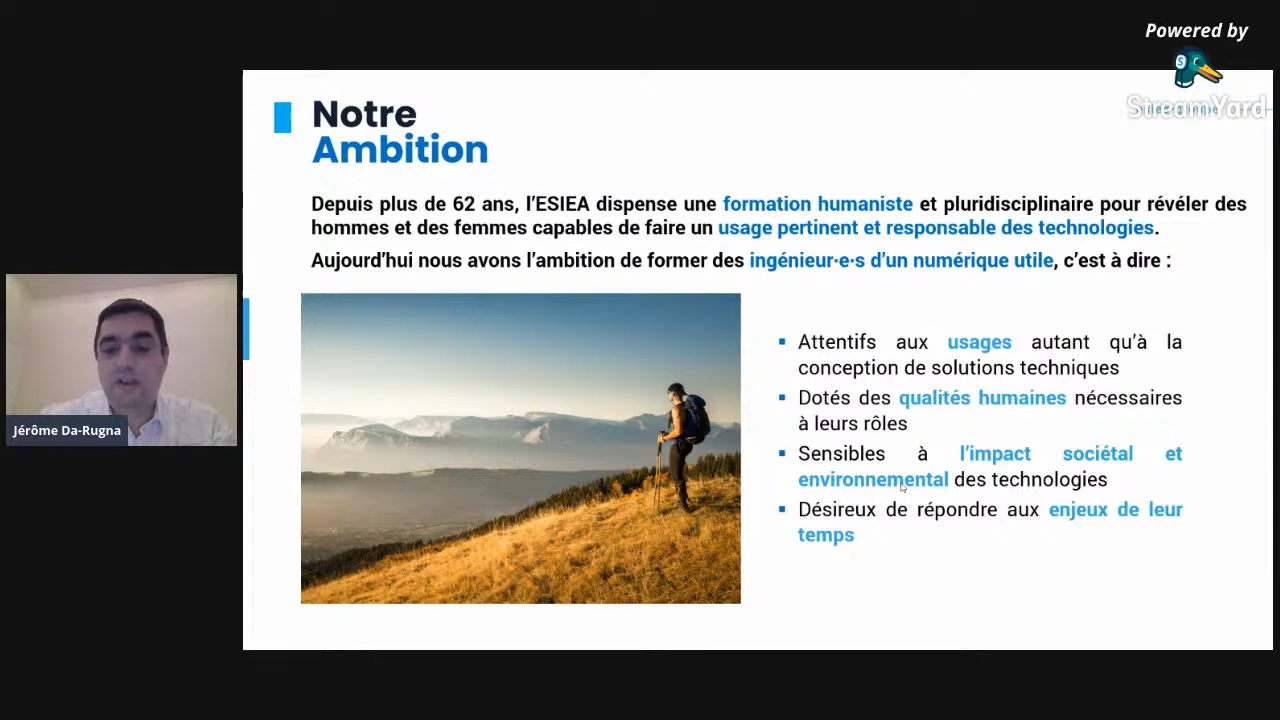 Powered by
StreamYard
Notre
Ambition
Depuis plus de 62 ans, l’ESIEA dispense une formation humaniste et pluridisciplinaire pour révéler des
hommes et des femmes capables de faire un usage pertinent et responsable des technologies.
Aujourd’hui nous avons l’ambition de former des ingénieur·e·s d’un numérique utile, c’est à dire :
▪ Attentifs aux usages autant qu’à la
conception de solutions techniques
▪ Dotés des qualités humaines nécessaires
à leurs rôles
▪ Sensibles à l’impact sociétal et
environnemental des technologies
▪ Désireux de répondre aux enjeux de leur
temps
Jérôme Da-Rugna